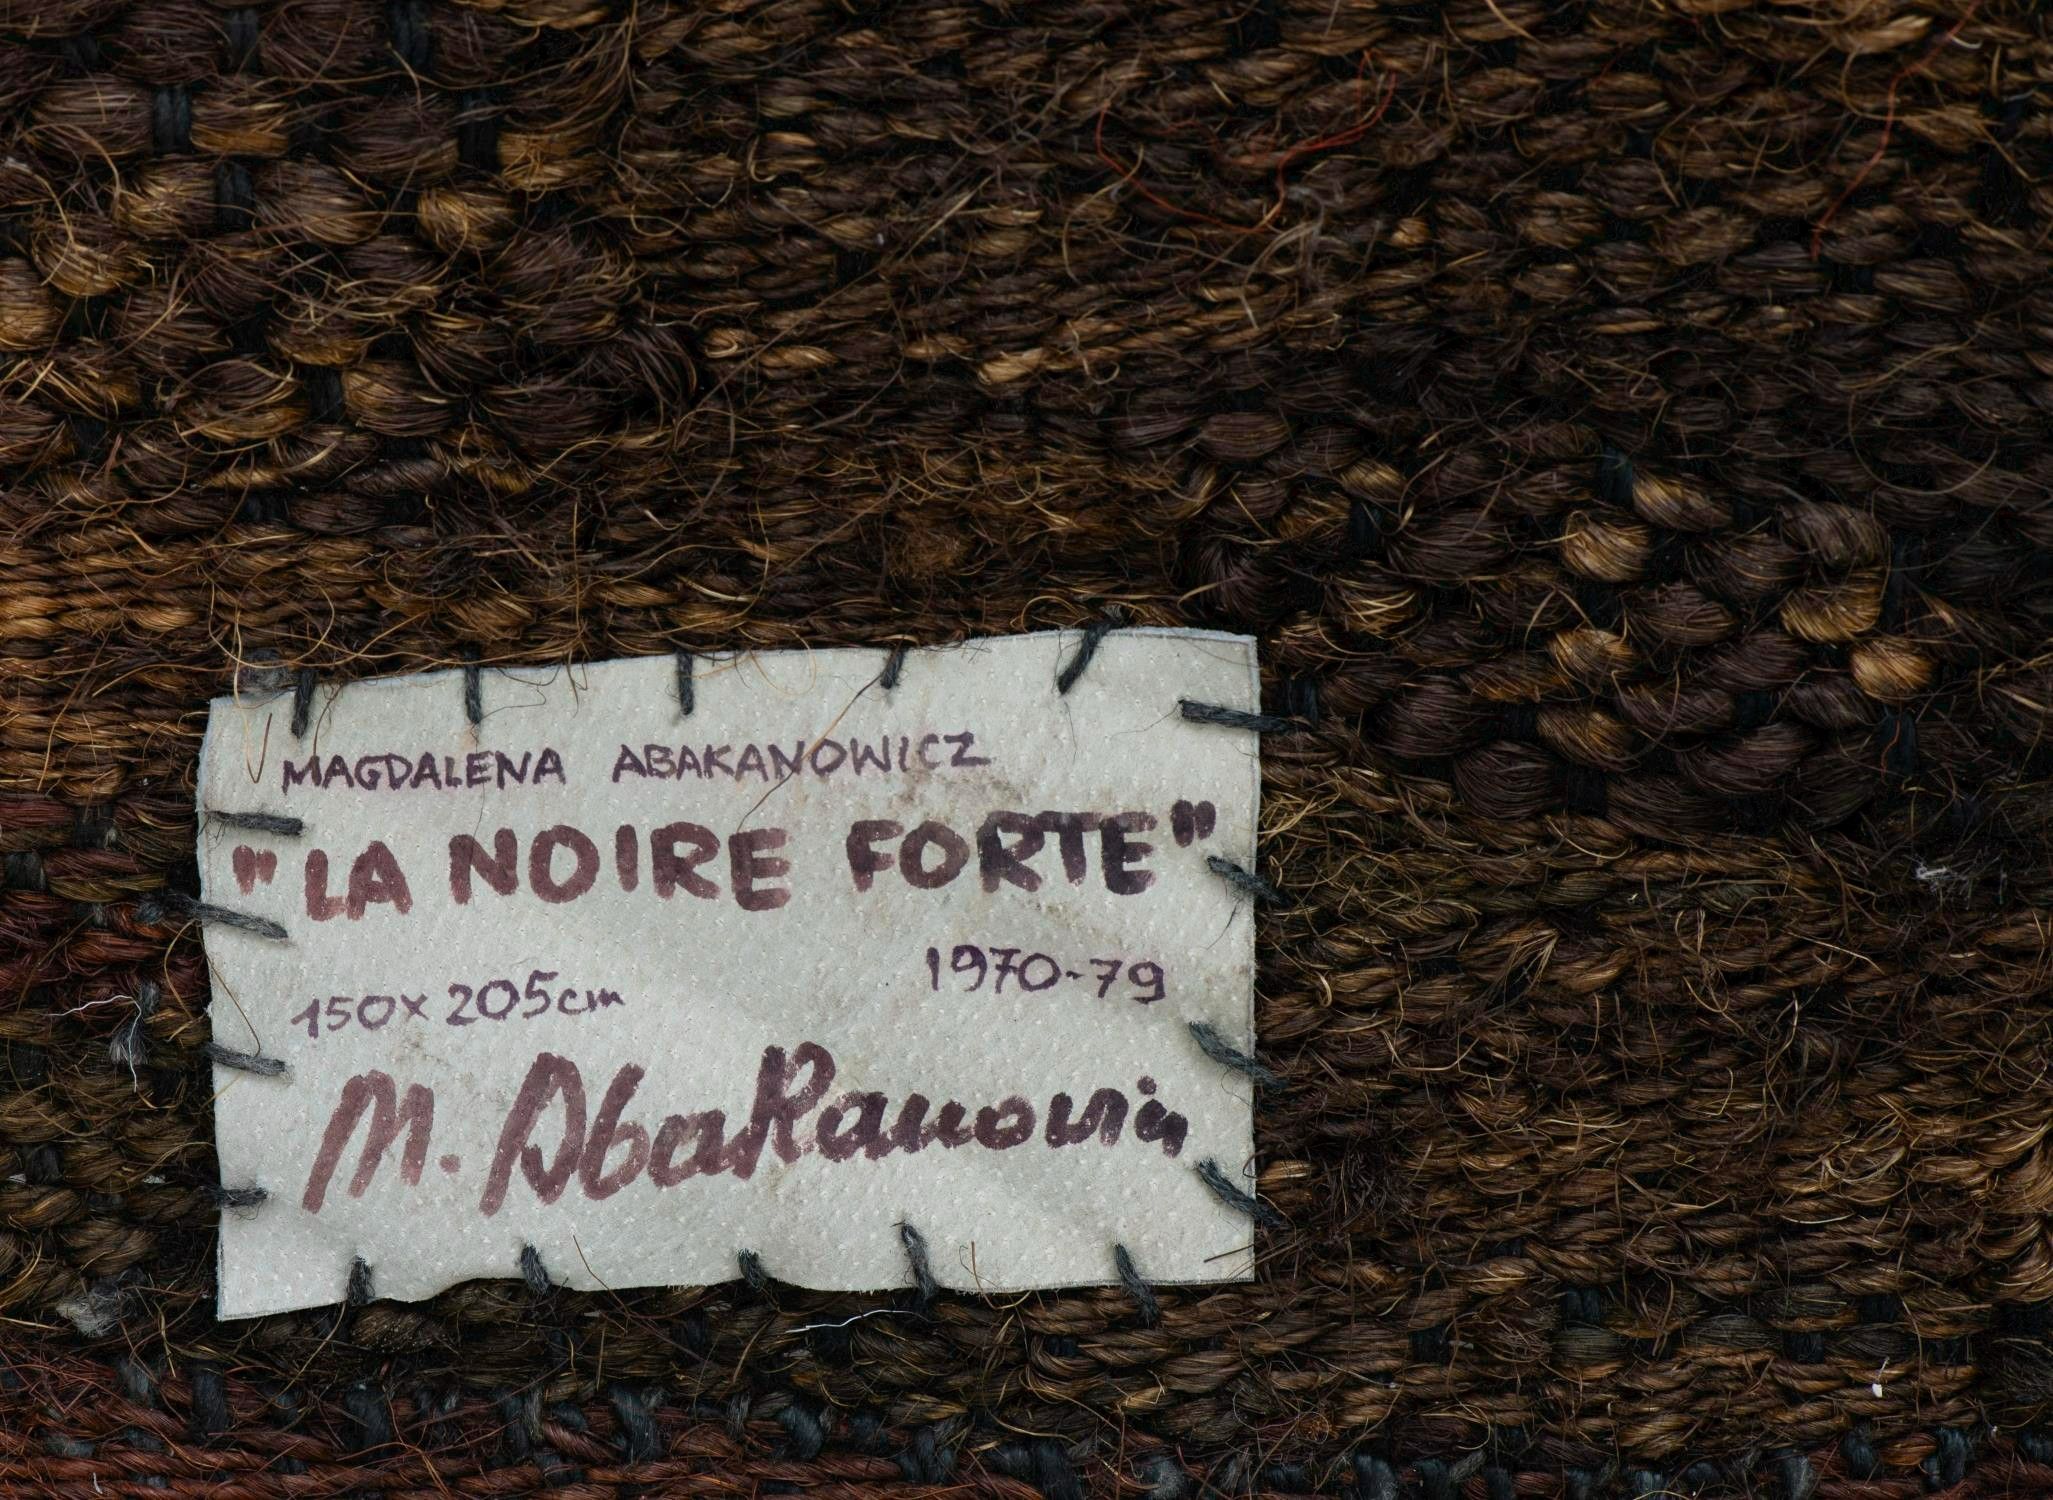 MAGDALENA ABAKANOWICZ
"LA NOIRE FORTE"
150x205cm 1970-79
M. Abakanowicz